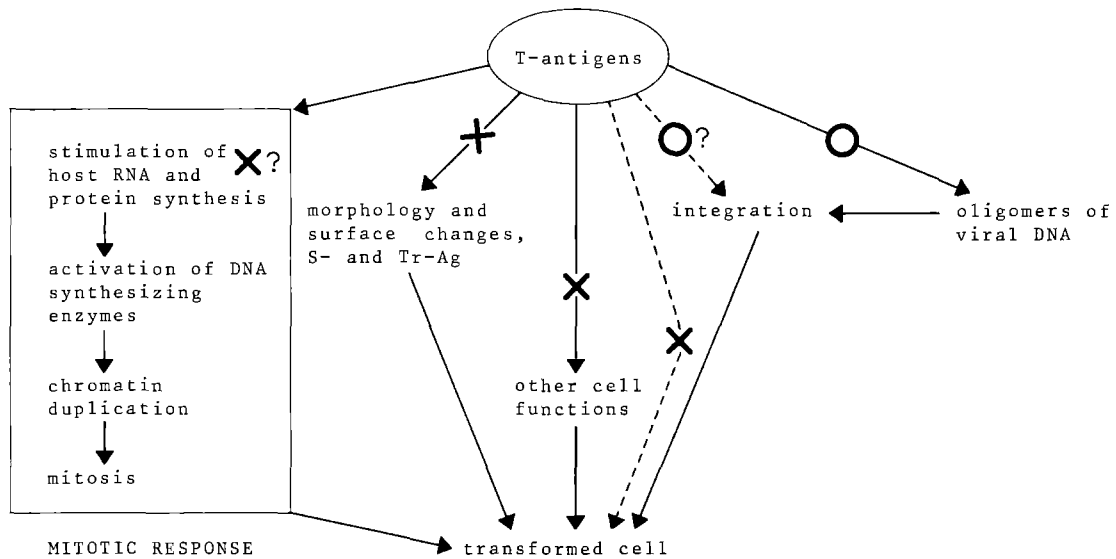 T-antigens
stimulation of
host RNA and
protein synthesis
?
activation of DNA
synthesizing
enzymes
chromatin
duplication
mitosis
MITOTIC RESPONSE
morphology and
surface changes,
S- and Tr-Ag
other cell
functions
?
integration
oligomers of
viral DNA
transformed cell